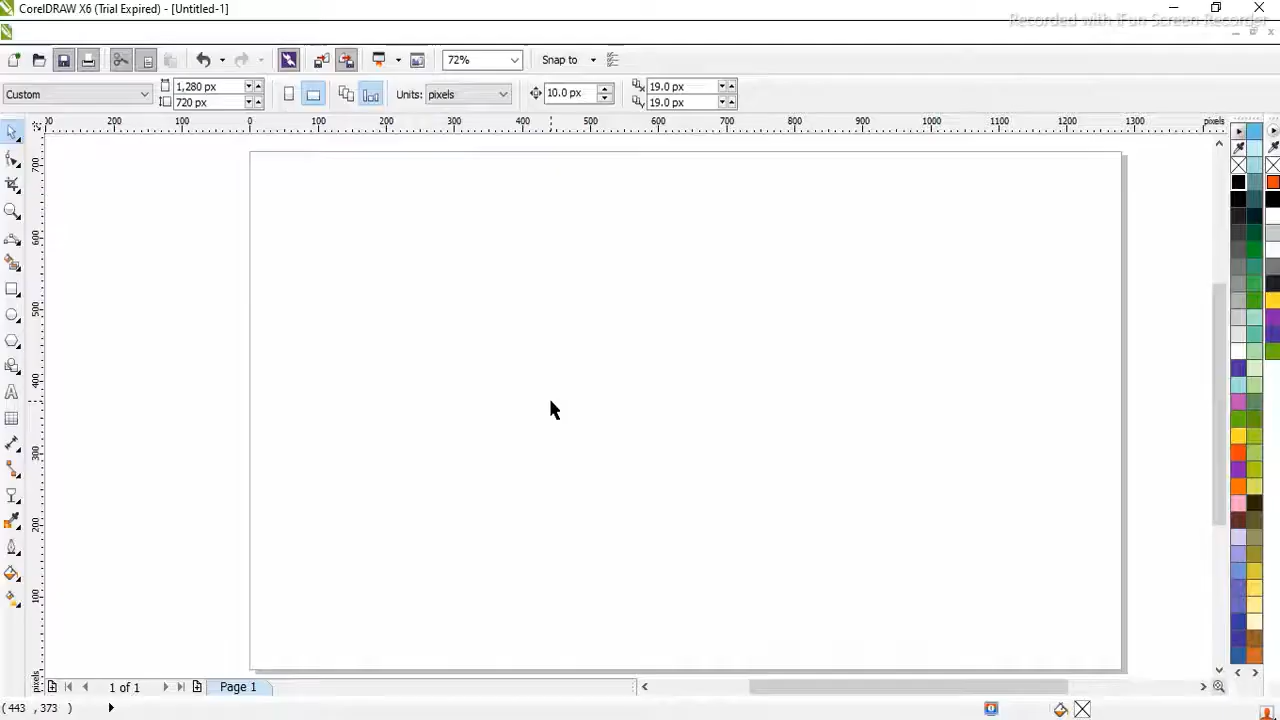 CorelDRAW X6 (Trial Expired) - [Untitled-1]
Recorded with iFun Screen Recorder
72%
Snap to
Custom
1,280 px
720 px
Units: pixels
10.0 px
19.0 px
19.0 px
200 100 0 100 200 300 400 500 600 700 800 900 1000 1100 1200 1300 pixels
700
600
500
400
300
200
100
pixels
1 of 1
Page 1
( 443 , 373 )